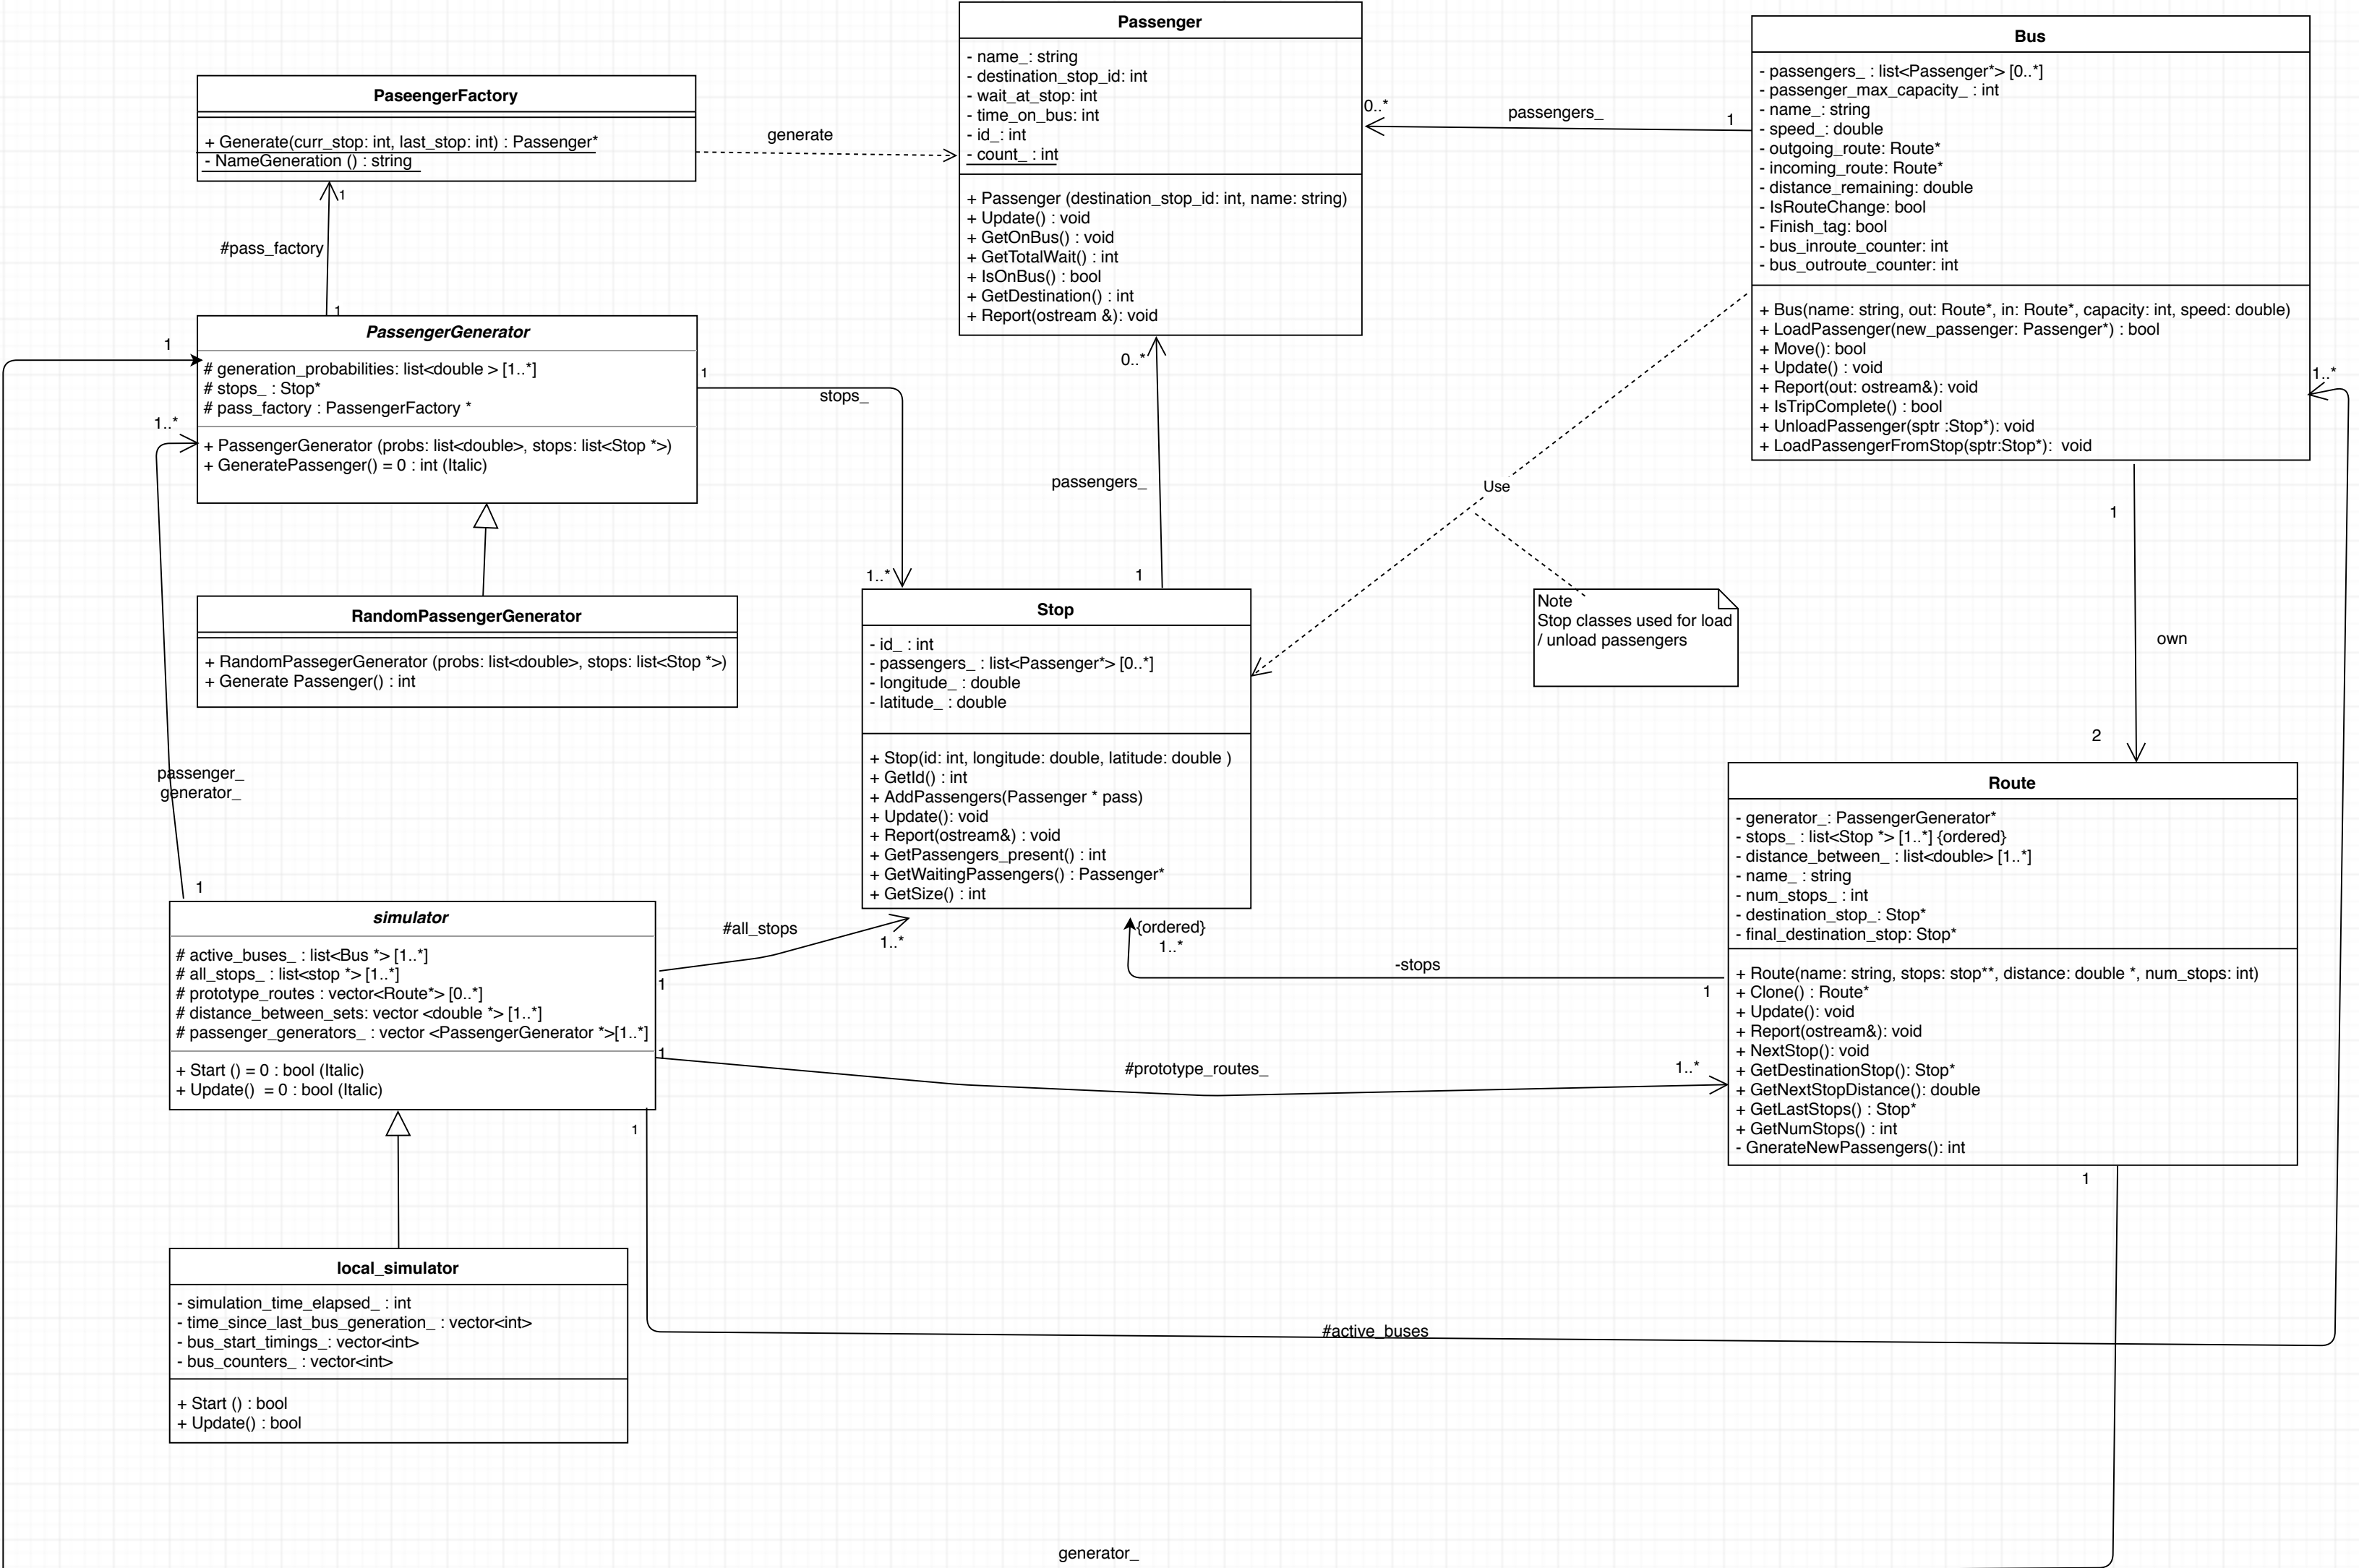 PaseengerFactory
+ Generate(curr_stop: int, last_stop: int) : Passenger*
- NameGeneration () : string
generate
Passenger
- name_: string
- destination_stop_id: int
- wait_at_stop: int
- time_on_bus: int
- id_: int
- count_ : int
+ Passenger (destination_stop_id: int, name: string)
+ Update() : void
+ GetOnBus() : void
+ GetTotalWait() : int
+ IsOnBus() : bool
+ GetDestination() : int
+ Report(ostream &): void
0..*
passengers_
1
Bus
- passengers_ : list<Passenger*> [0..*]
- passenger_max_capacity_ : int
- name_: string
- speed_: double
- outgoing_route: Route*
- incoming_route: Route*
- distance_remaining: double
- IsRouteChange: bool
- Finish_tag: bool
- bus_inroute_counter: int
- bus_outroute_counter: int
+ Bus(name: string, out: Route*, in: Route*, capacity: int, speed: double)
+ LoadPassenger(new_passenger: Passenger*) : bool
+ Move(): bool
+ Update() : void
+ Report(out: ostream&): void
+ IsTripComplete() : bool
+ UnloadPassenger(sptr :Stop*): void
+ LoadPassengerFromStop(sptr:Stop*):  void
1..*
1
#pass_factory
1
1
PassengerGenerator
# generation_probabilities: list<double > [1..*]
# stops_ : Stop*
# pass_factory : PassengerFactory *
+ PassengerGenerator (probs: list<double>, stops: list<Stop *>)
+ GeneratePassenger() = 0 : int (Italic)
1
1..*
1
stops_
1..*
0..*
passengers_
1
Use
Note
Stop classes used for load
/ unload passengers
1
own
2
RandomPassengerGenerator
+ RandomPassegerGenerator (probs: list<double>, stops: list<Stop *>)
+ Generate Passenger() : int
Stop
- id_ : int
- passengers_ : list<Passenger*> [0..*]
- longitude_ : double
- latitude_ : double
+ Stop(id: int, longitude: double, latitude: double )
+ GetId() : int
+ AddPassengers(Passenger * pass)
+ Update(): void
+ Report(ostream&) : void
+ GetPassengers_present() : int
+ GetWaitingPassengers() : Passenger*
+ GetSize() : int
Route
- generator_: PassengerGenerator*
- stops_ : list<Stop *> [1..*] {ordered}
- distance_between_ : list<double> [1..*]
- name_ : string
- num_stops_ : int
- destination_stop_: Stop*
- final_destination_stop: Stop*
+ Route(name: string, stops: stop**, distance: double *, num_stops: int)
+ Clone() : Route*
+ Update(): void
+ Report(ostream&): void
+ NextStop(): void
+ GetDestinationStop(): Stop*
+ GetNextStopDistance(): double
+ GetLastStops() : Stop*
+ GetNumStops() : int
- GnerateNewPassengers(): int
passenger_
generator_
1
simulator
# active_buses_ : list<Bus *> [1..*]
# all_stops_ : list<stop *> [1..*]
# prototype_routes : vector<Route*> [0..*]
# distance_between_sets: vector <double *> [1..*]
# passenger_generators_ : vector <PassengerGenerator *>[1..*]
+ Start () = 0 : bool (Italic)
+ Update()  = 0 : bool (Italic)
#all_stops
1..*
1
{ordered}
1..*
-stops
1
1
#prototype_routes_
1..*
1
1
local_simulator
- simulation_time_elapsed_ : int
- time_since_last_bus_generation_ : vector<int>
- bus_start_timings_: vector<int>
- bus_counters_ : vector<int>
+ Start () : bool
+ Update() : bool
#active_buses
generator_